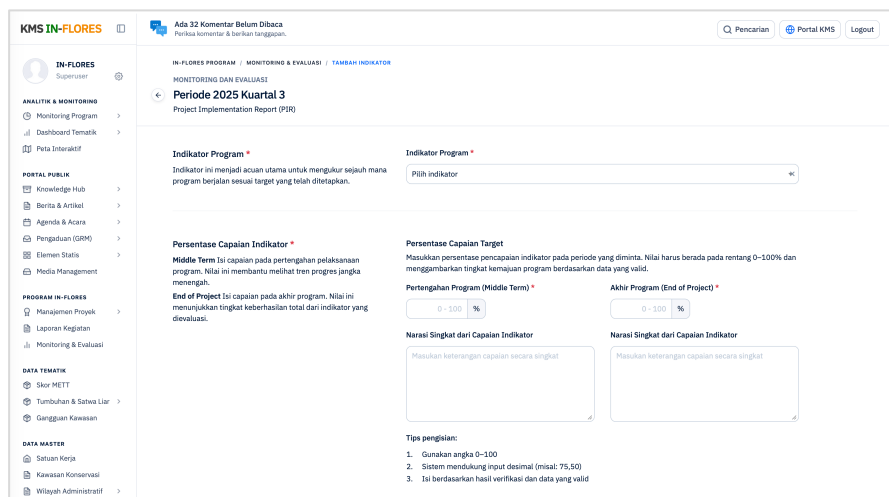 KMS IN-FLORES
Ada 32 Komentar Belum Dibaca
Periksa komentar & berikan tanggapan.
Pencarian
Portal KMS
Logout
IN-FLORES
Superuser
ANALITIK & MONITORING
Monitoring Program
Dashboard Tematik
Peta Interaktif
PORTAL PUBLIK
Knowledge Hub
Berita & Artikel
Agenda & Acara
Pengaduan (GRM)
Elemen Statis
Media Management
PROGRAM IN-FLORES
Manajemen Proyek
Laporan Kegiatan
Monitoring & Evaluasi
DATA TEMATIK
Skor METT
Tumbuhan & Satwa Liar
Gangguan Kawasan
DATA MASTER
Satuan Kerja
Kawasan Konservasi
Wilayah Administratif
IN-FLORES PROGRAM / MONITORING & EVALUASI / TAMBAH INDIKATOR
MONITORING DAN EVALUASI
Periode 2025 Kuartal 3
Project Implementation Report (PIR)
Indikator Program *
Indikator ini menjadi acuan utama untuk mengukur sejauh mana
program berjalan sesuai target yang telah ditetapkan.
Indikator Program *
Pilih indikator
Persentase Capaian Indikator *
Middle Term Isi capaian pada pertengahan pelaksanaan
program. Nilai ini membantu melihat tren progres jangka
menengah.
End of Project Isi capaian pada akhir program. Nilai ini
menunjukkan tingkat keberhasilan total dari indikator yang
dievaluasi.
Persentase Capaian Target
Masukkan persentase pencapaian indikator pada periode yang diminta. Nilai harus berada pada rentang 0–100% dan
menggambarkan tingkat kemajuan program berdasarkan data yang valid.
Pertengahan Program (Middle Term) *
0 - 100 %
Narasi Singkat dari Capaian Indikator
Masukan keterangan capaian secara singkat
Akhir Program (End of Project) *
0 - 100 %
Narasi Singkat dari Capaian Indikator
Masukan keterangan capaian secara singkat
Tips pengisian:
1. Gunakan angka 0–100
2. Sistem mendukung input desimal (misal: 75,50)
3. Isi berdasarkan hasil verifikasi dan data yang valid